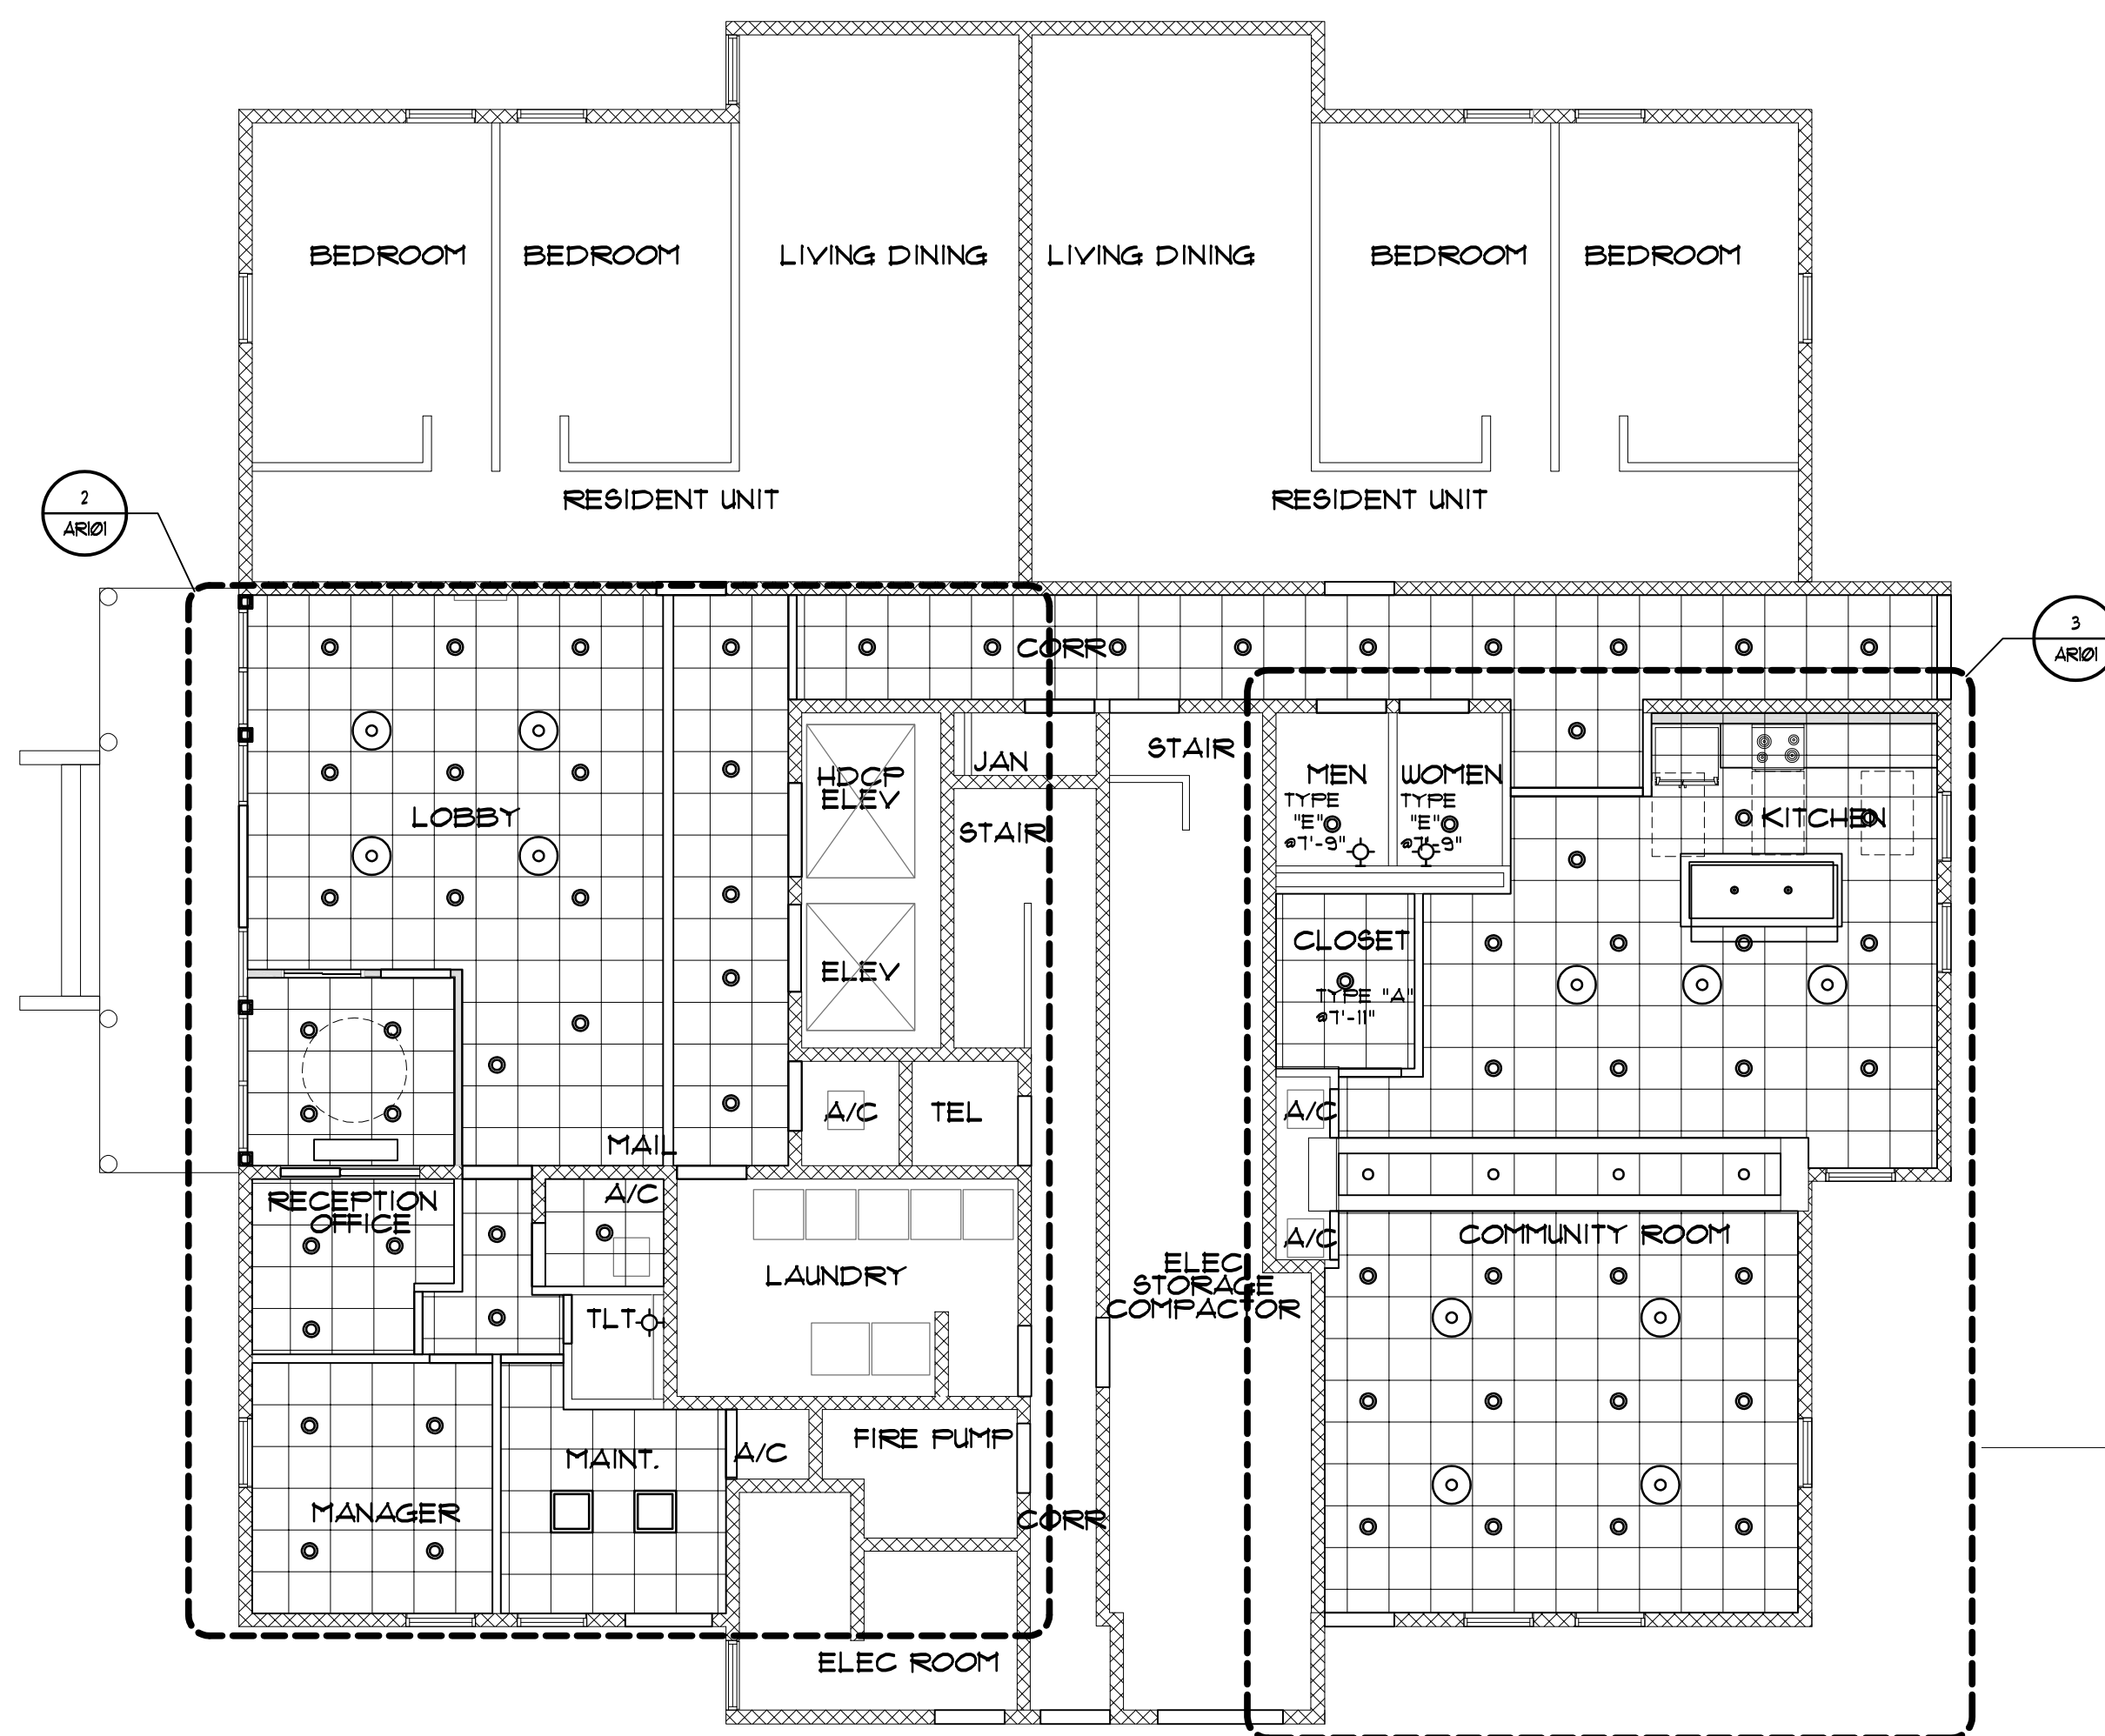 BEDROOM
BEDROOM
LIVING DINING
LIVING DINING
BEDROOM
BEDROOM
RESIDENT UNIT
RESIDENT UNIT
2
AR101
3
AR101
CORR
LOBBY
HDCP
ELEV
JAN
STAIR
STAIR
MEN
TYPE
"E"
@7'-9"
WOMEN
TYPE
"E"
@7'-9"
KITCHEN
ELEV
CLOSET
TYPE "A"
@7'-11"
A/C
TEL
A/C
MAIL
RECEPTION
OFFICE
A/C
A/C
COMMUNITY ROOM
LAUNDRY
ELEC
STORAGE
COMPACTOR
TLT
MAINT.
A/C
FIRE PUMP
MANAGER
CORR
ELEC ROOM